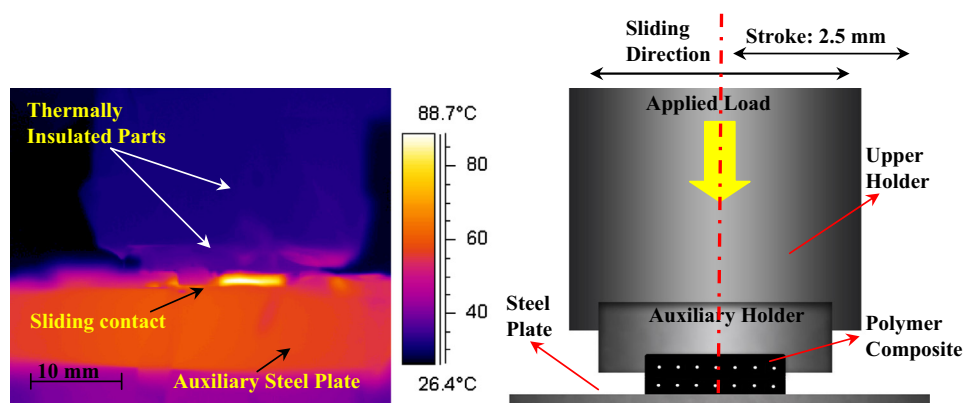 Thermally
Insulated Parts
Sliding contact
10 mm
Auxiliary Steel Plate
88.7°C
80
60
40
26.4°C
Sliding
Direction
Stroke: 2.5 mm
Applied Load
Upper
Holder
Steel
Plate
Auxiliary Holder
Polymer
Composite